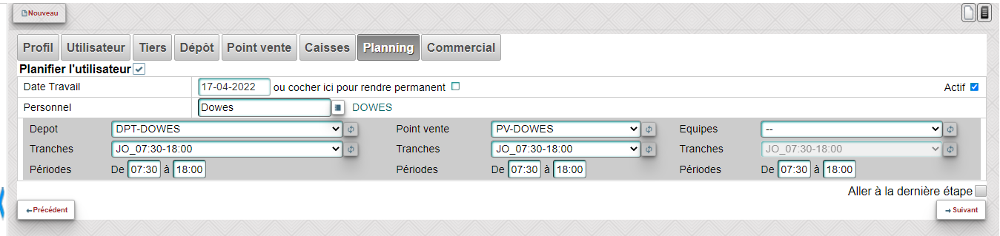 Nouveau
Profil Utilisateur Tiers Dépôt Point vente Caisses Planning Commercial
Planifier l'utilisateur
Date Travail 17-04-2022 ou cocher ici pour rendre permanent Actif
Personnel Dowes DOWES
Depot DPT-DOWES Point vente PV-DOWES Equipes --
Tranches JO_07:30-18:00 Tranches JO_07:30-18:00 Tranches JO_07:30-18:00
Périodes De 07:30 à 18:00 Périodes De 07:30 à 18:00 Périodes De 07:30 à 18:00
Aller à la dernière étape
Précédent Suivant